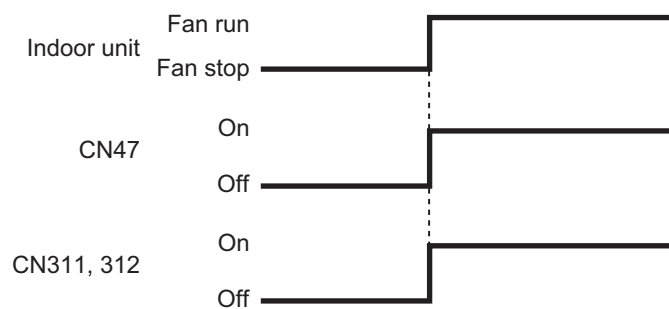 Fan run
Indoor unit
Fan stop
On
CN47
Off
On
CN311, 312
Off